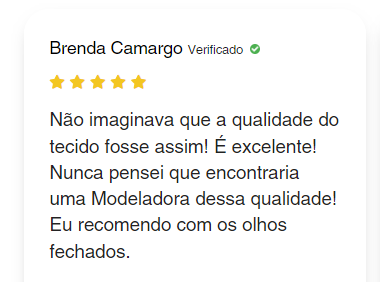 Brenda Camargo Verificado
Não imaginava que a qualidade do
tecido fosse assim! É excelente!
Nunca pensei que encontraria
uma Modeladora dessa qualidade!
Eu recomendo com os olhos
fechados.